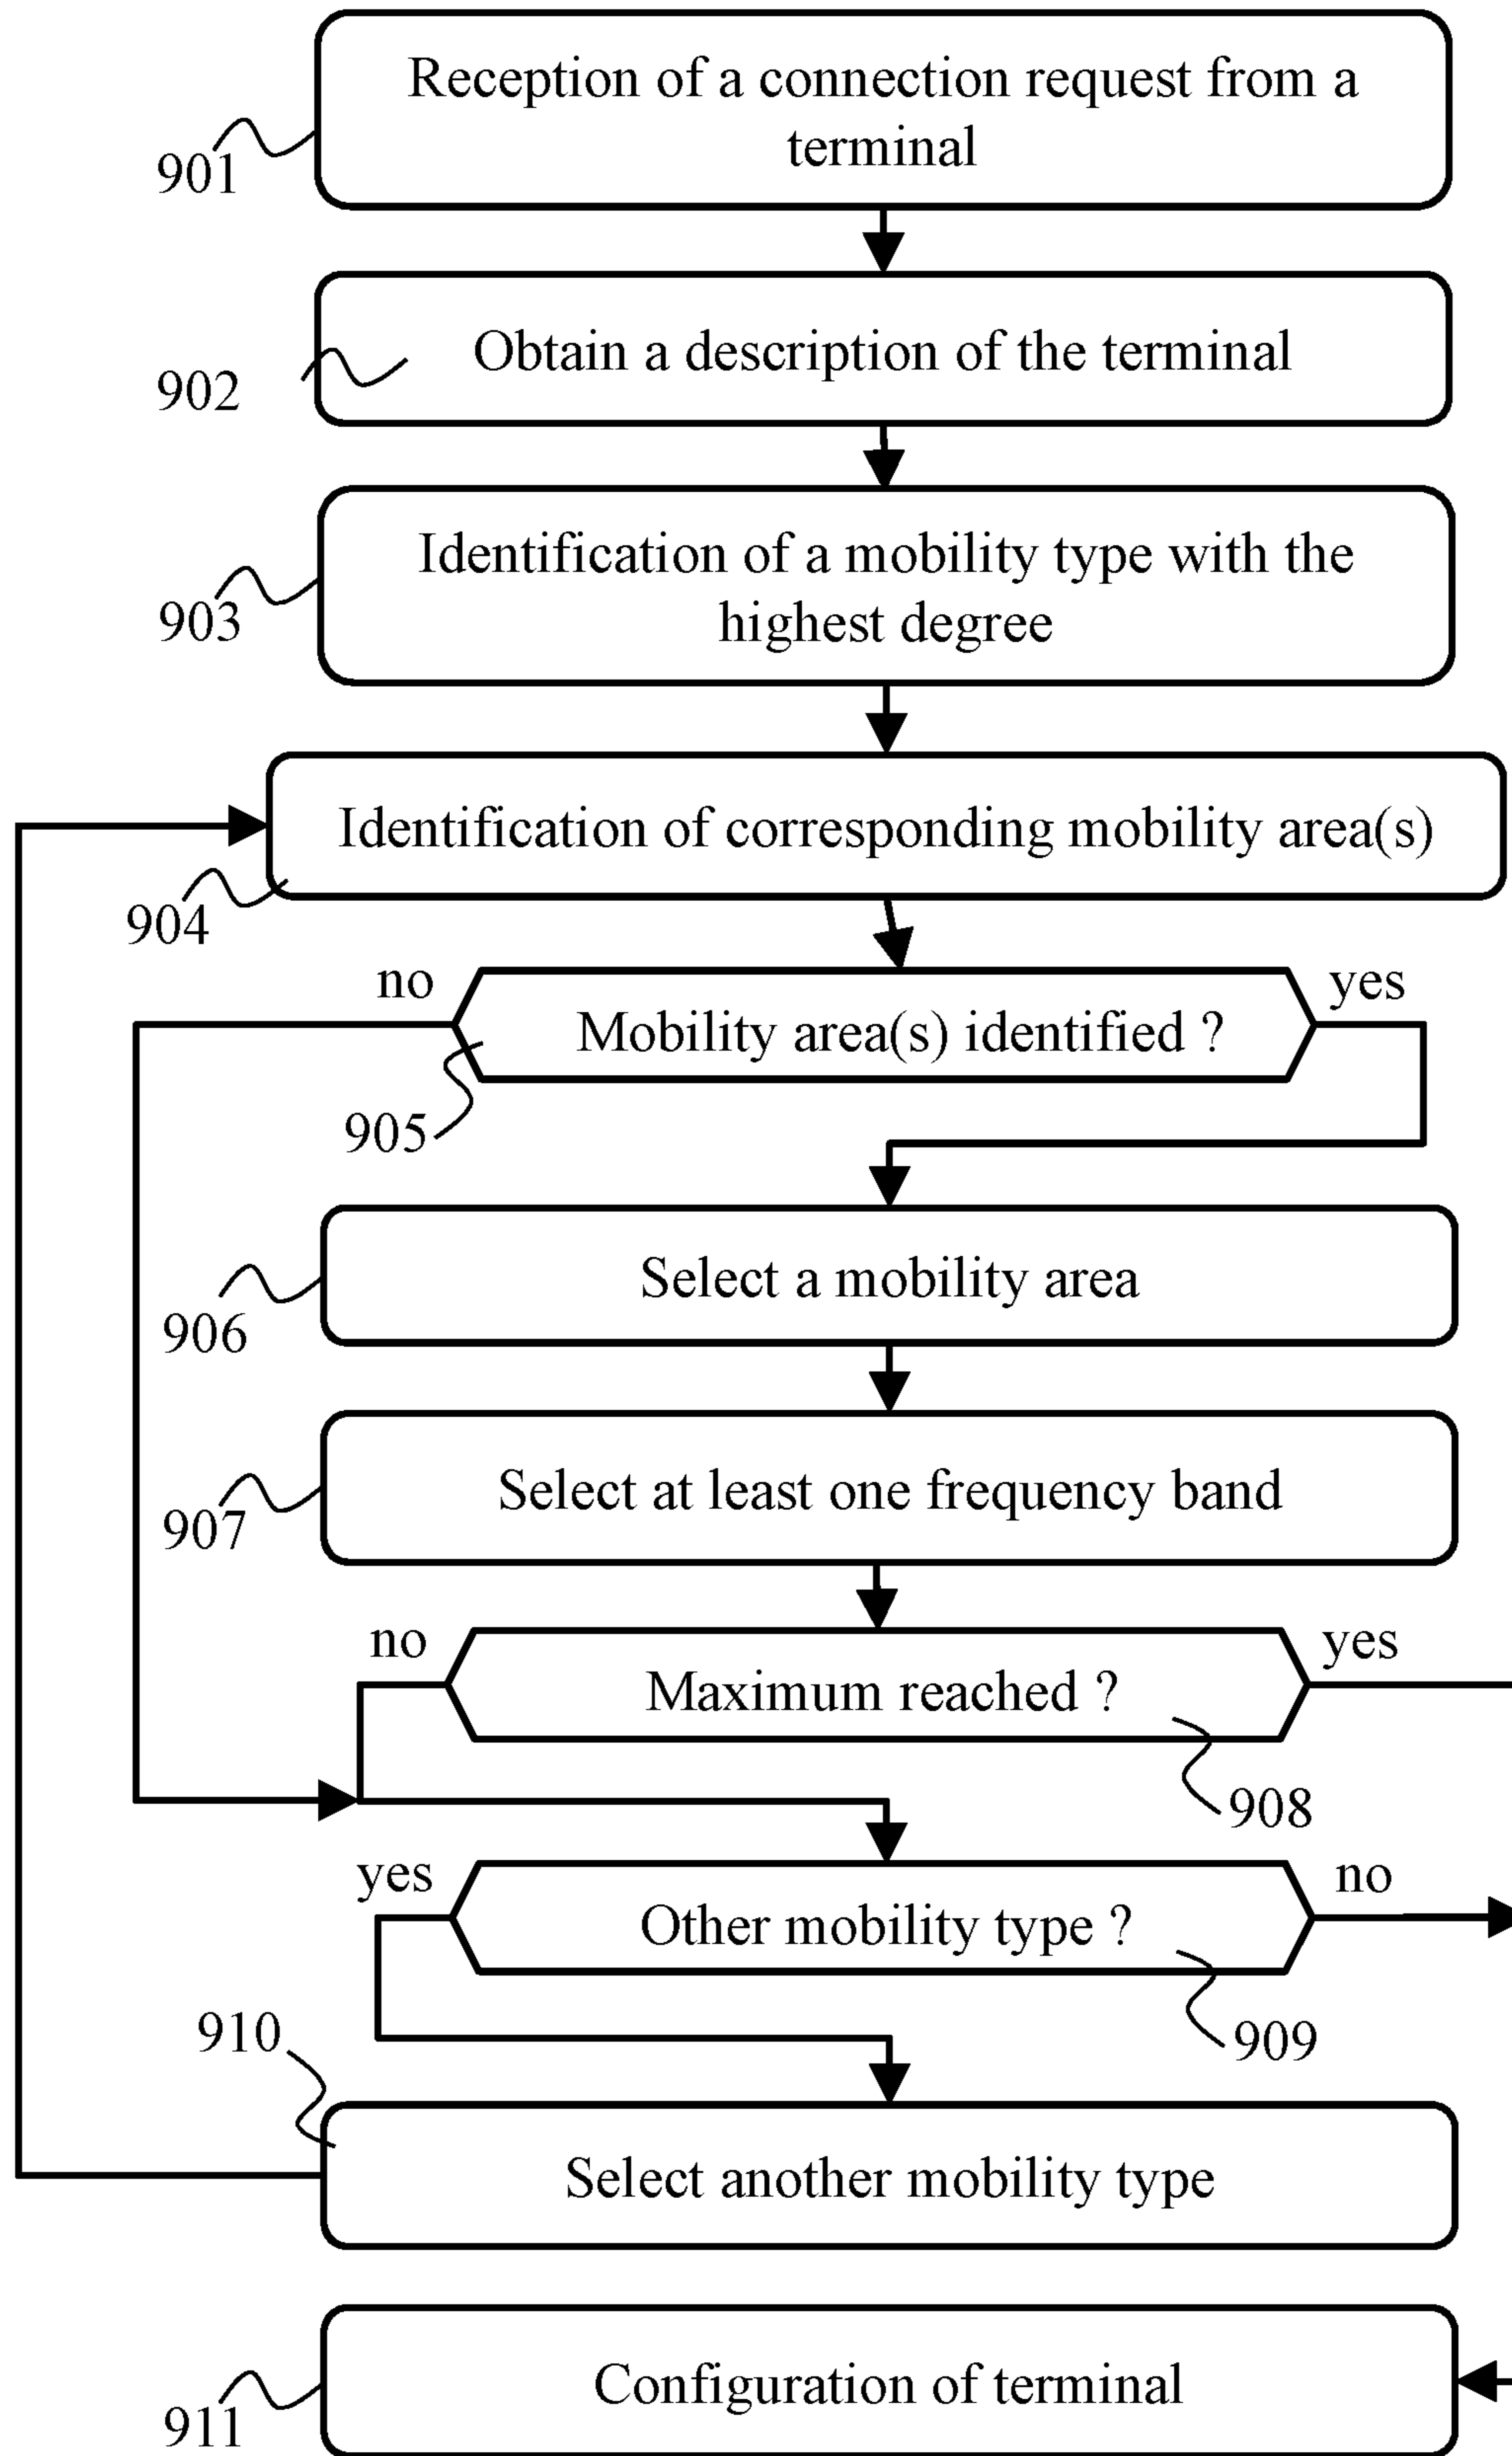 Reception of a connection request from a
terminal
901
Obtain a description of the terminal
902
Identification of a mobility type with the
highest degree
903
Identification of corresponding mobility area(s)
904
no
yes
Mobility area(s) identified ?
905
Select a mobility area
906
Select at least one frequency band
907
no
yes
Maximum reached ?
908
yes
no
Other mobility type ?
909
910
Select another mobility type
Configuration of terminal
911